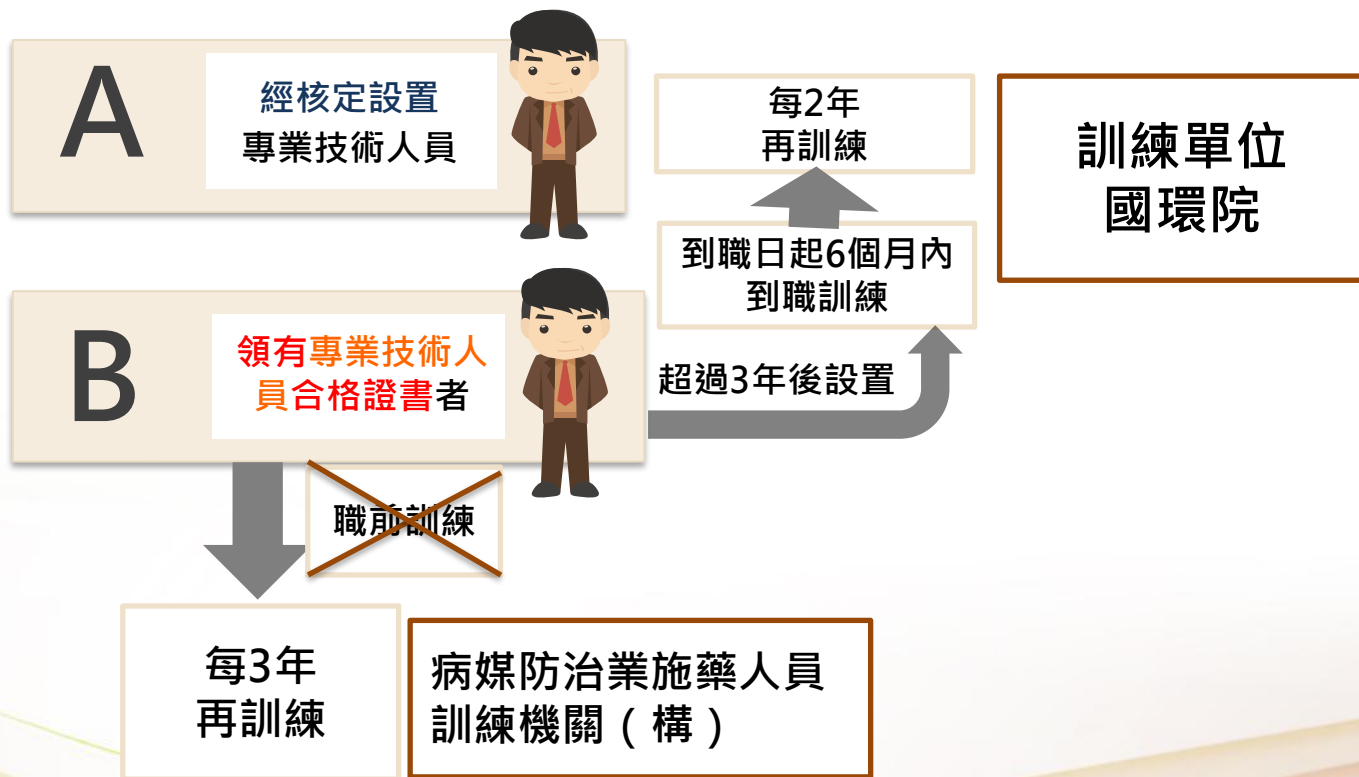 A
經核定設置
專業技術人員
每2年
再訓練
訓練單位
國環院
到職日起6個月內
到職訓練
B
領有專業技術人
員合格證書者
超過3年後設置
職前訓練
每3年
再訓練
病媒防治業施藥人員
訓練機關（構）